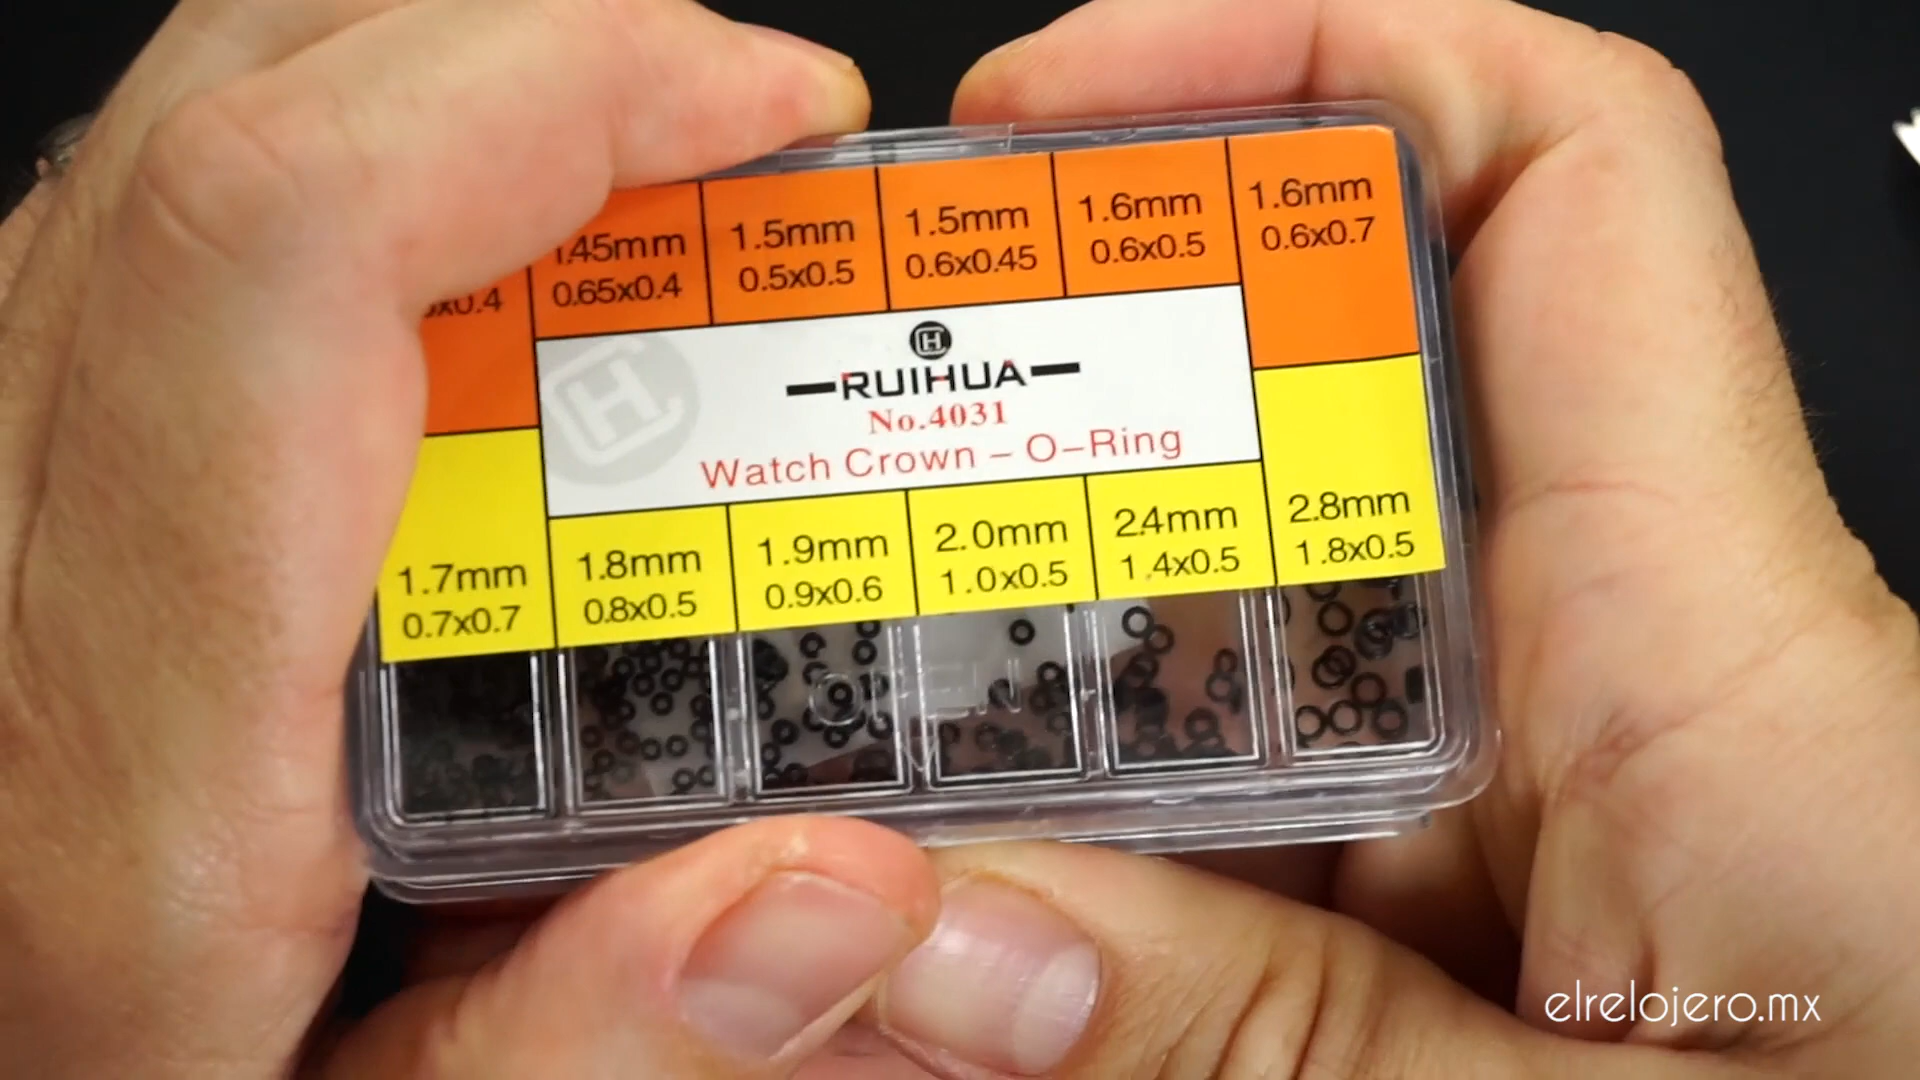 1.45mm
0.65x0.4
1.5mm
0.5x0.5
1.5mm
0.6x0.45
1.6mm
0.6x0.5
1.6mm
0.6x0.7
RUIHUA
No.4031
Watch Crown – O–Ring
1.7mm
0.7x0.7
1.8mm
0.8x0.5
1.9mm
0.9x0.6
2.0mm
1.0x0.5
2.4mm
1.4x0.5
2.8mm
1.8x0.5
OPEN
elrelojero.mx